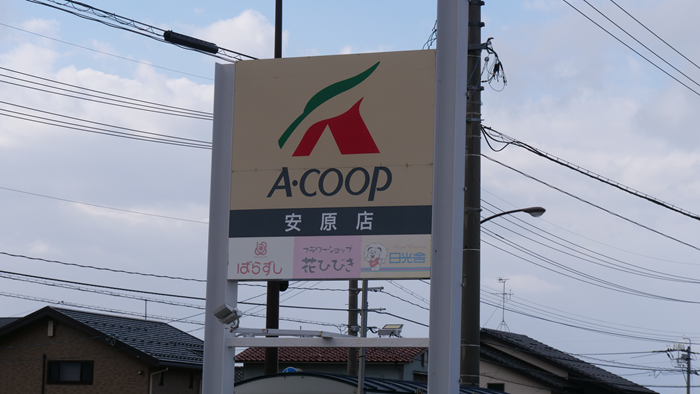 A·COOP
安原店
ばらずし
フラワーショップ
花ひびき
日光舎